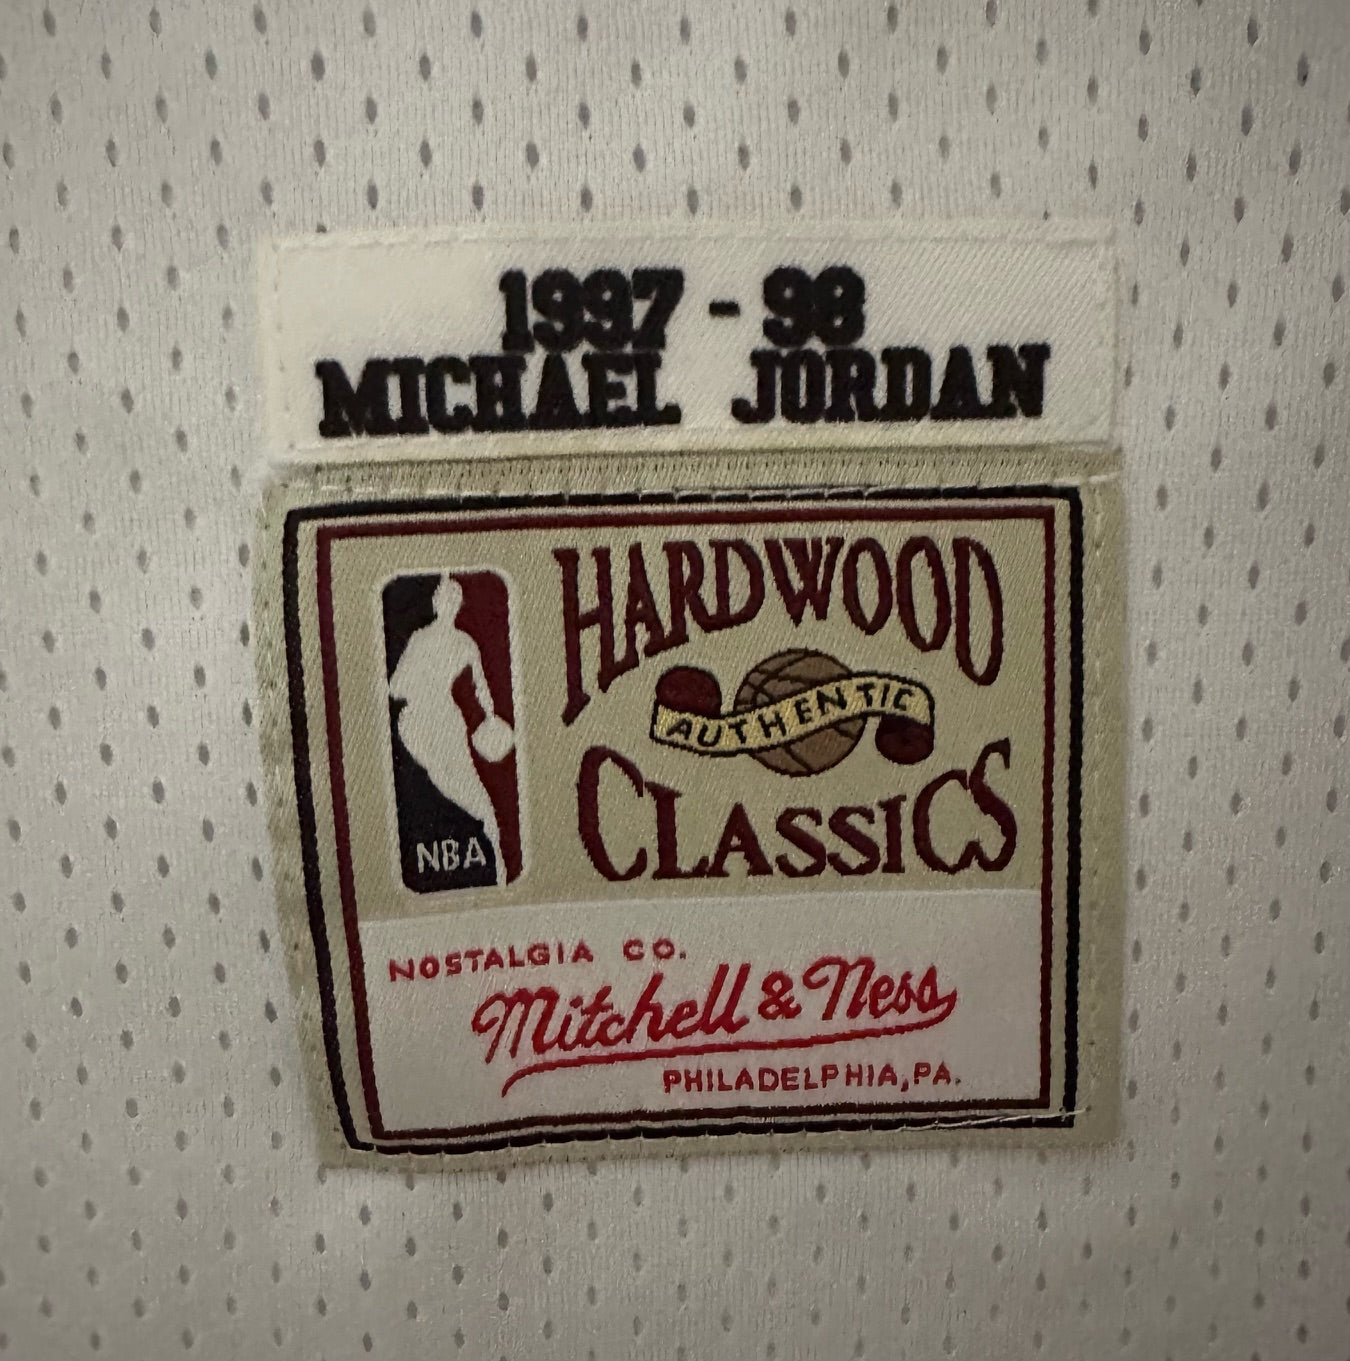 1997 - 98
MICHAEL JORDAN
HARDWOOD
AUTHENTIC
CLASSICS
NBA
NOSTALGIA CO.
Mitchell & Ness
PHILADELPHIA, PA.